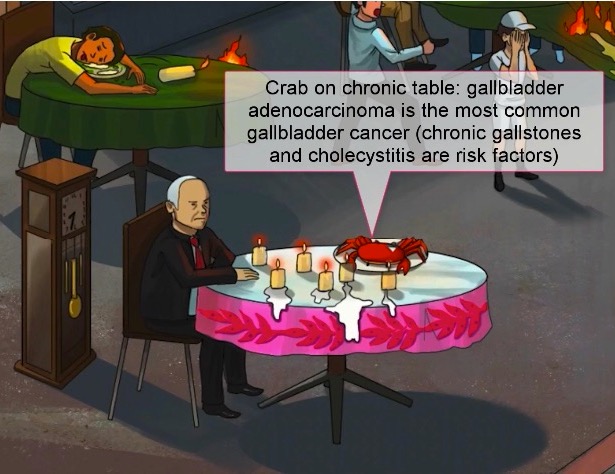 Crab on chronic table: gallbladder
adenocarcinoma is the most common
gallbladder cancer (chronic gallstones
and cholecystitis are risk factors)